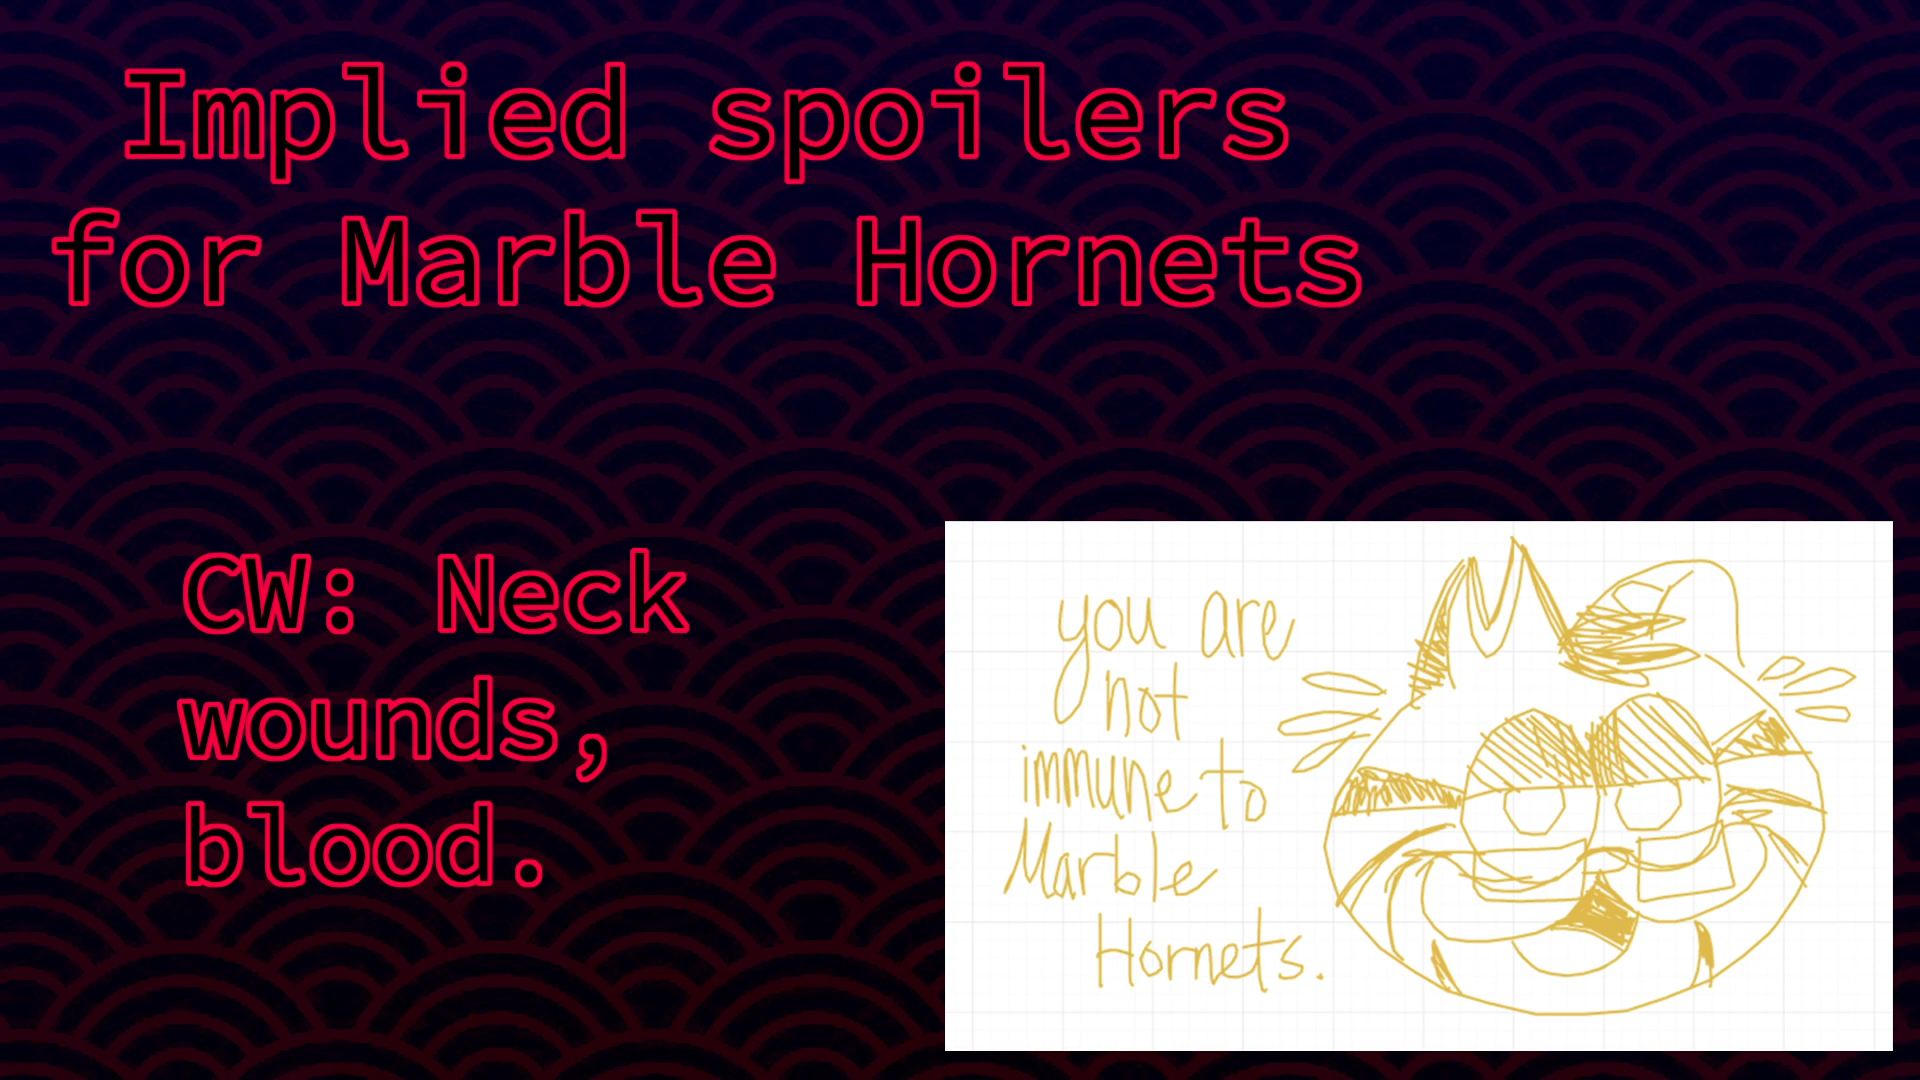 Implied spoilers
for Marble Hornets
CW: Neck
wounds,
blood.
you are
not
immune to
Marble
Hornets.